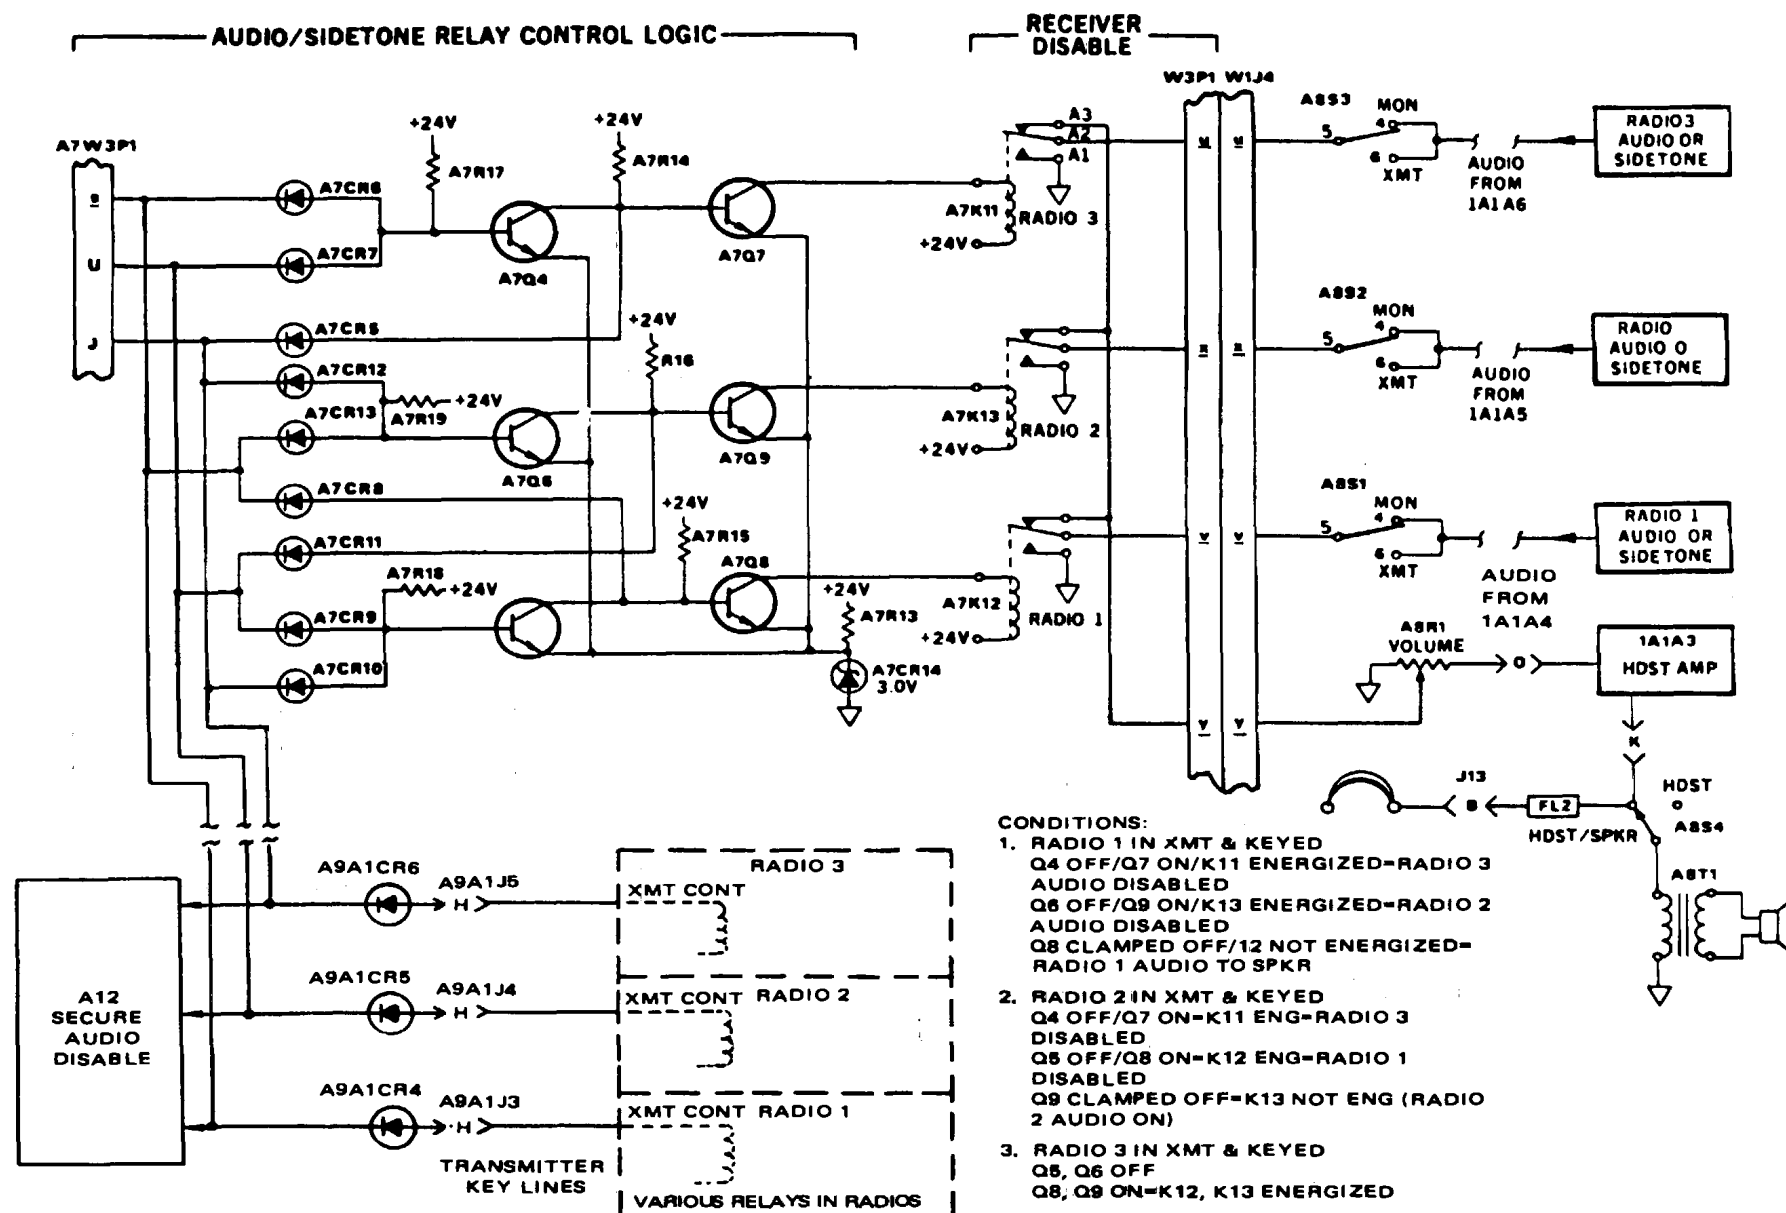 AUDIO/SIDETONE RELAY CONTROL LOGIC
RECEIVER
DISABLE
W3P1 W1J4
A7W3P1
e
U
J
A7CR6
A7CR7
A7CR5
A7CR12
A7CR13
A7CR8
A7CR11
A7CR9
A7CR10
+24V
A7R17
+24V
A7R14
A7Q4
A7Q7
+24V
R16
A7R19
+24V
A7Q6
A7Q9
+24V
A7R15
A7R18
+24V
A7Q8
+24V
A7R13
A7CR14
3.0V
A3
A2
A1
A7K11
RADIO 3
+24V
A7K13
RADIO 2
+24V
A7K12
RADIO 1
+24V
A8S3
MON
4
5
6
XMT
AUDIO
FROM
1A1A6
RADIO3
AUDIO OR
SIDETONE
A8S2
MON
4
5
6
XMT
AUDIO
FROM
1A1A5
RADIO
AUDIO O
SIDETONE
A8S1
MON
4
5
6
XMT
AUDIO
FROM
1A1A4
RADIO 1
AUDIO OR
SIDETONE
v v
y y
A8R1
VOLUME
O
1A1A3
HDST AMP
K
J13
B
FL2
HDST/SPKR
HDST
A8S4
A8T1
A12
SECURE
AUDIO
DISABLE
A9A1CR6
A9A1J5
H
A9A1CR5
A9A1J4
H
A9A1CR4
A9A1J3
H
TRANSMITTER
KEY LINES
RADIO 3
XMT CONT
XMT CONT RADIO 2
XMT CONT RADIO 1
VARIOUS RELAYS IN RADIOS
CONDITIONS:
1. RADIO 1 IN XMT & KEYED
Q4 OFF/Q7 ON/K11 ENERGIZED=RADIO 3
AUDIO DISABLED
Q6 OFF/Q9 ON/K13 ENERGIZED=RADIO 2
AUDIO DISABLED
Q8 CLAMPED OFF/12 NOT ENERGIZED=
RADIO 1 AUDIO TO SPKR
2. RADIO 2 IN XMT & KEYED
Q4 OFF/Q7 ON=K11 ENG=RADIO 3
DISABLED
Q5 OFF/Q8 ON=K12 ENG=RADIO 1
DISABLED
Q9 CLAMPED OFF=K13 NOT ENG (RADIO
2 AUDIO ON)
3. RADIO 3 IN XMT & KEYED
Q5, Q6 OFF
Q8, Q9 ON=K12, K13 ENERGIZED